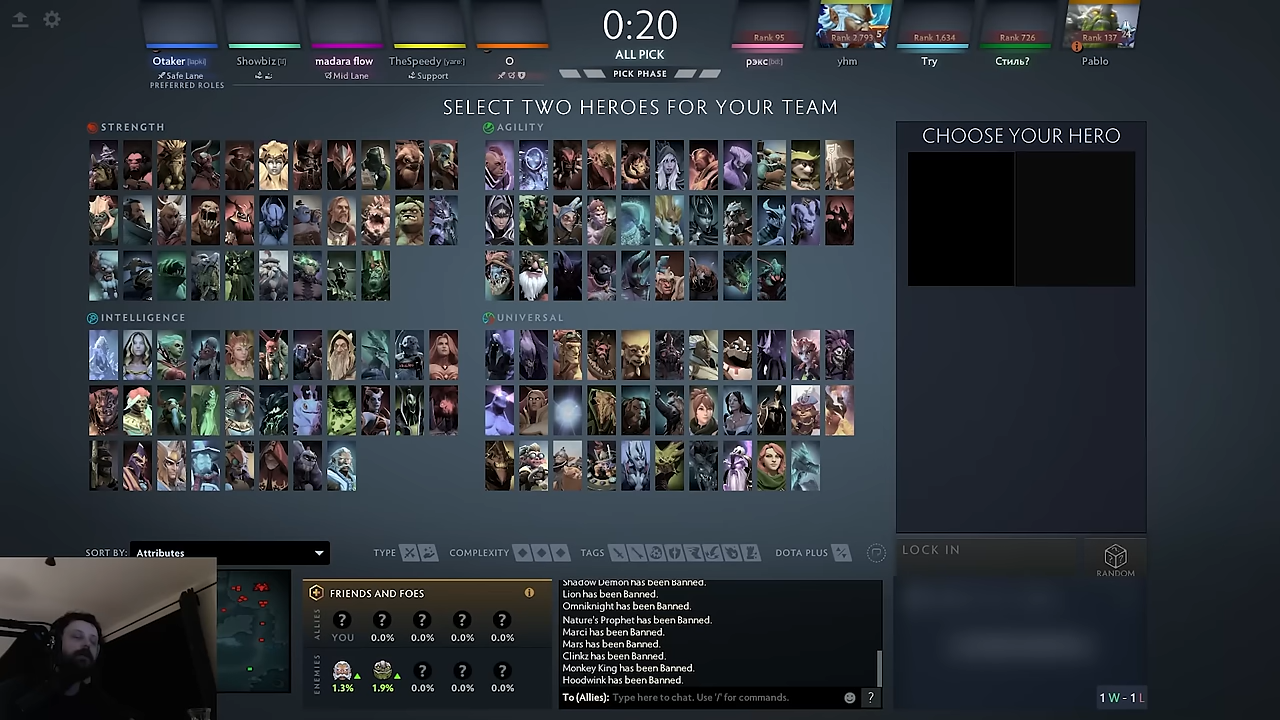 0:20
ALL PICK
PICK PHASE
Otaker [lapki]
Safe Lane
PREFERRED ROLES
Showbiz
madara flow
Mid Lane
TheSpeedy [yare:]
Support
O
Rank 95
рэкс [bd:]
Rank 2,793
5
yhm
Rank 1,634
Try
Rank 726
Стиль?
Rank 137
24
Pablo
SELECT TWO HEROES FOR YOUR TEAM
STRENGTH
AGILITY
INTELLIGENCE
UNIVERSAL
CHOOSE YOUR HERO
SORT BY: Attributes
TYPE
COMPLEXITY
TAGS
DOTA PLUS
LOCK IN
RANDOM
FRIENDS AND FOES
ALLIES
? ? ? ? ?
YOU 0.0% 0.0% 0.0% 0.0%
ENEMIES
? ? ?
1.3% 1.9% 0.0% 0.0% 0.0%
Shadow Demon has been Banned.
Lion has been Banned.
Omniknight has been Banned.
Nature's Prophet has been Banned.
Marci has been Banned.
Mars has been Banned.
Clinkz has been Banned.
Monkey King has been Banned.
Hoodwink has been Banned.
To (Allies): Type here to chat. Use '/' for commands.
?
1 W - 1 L